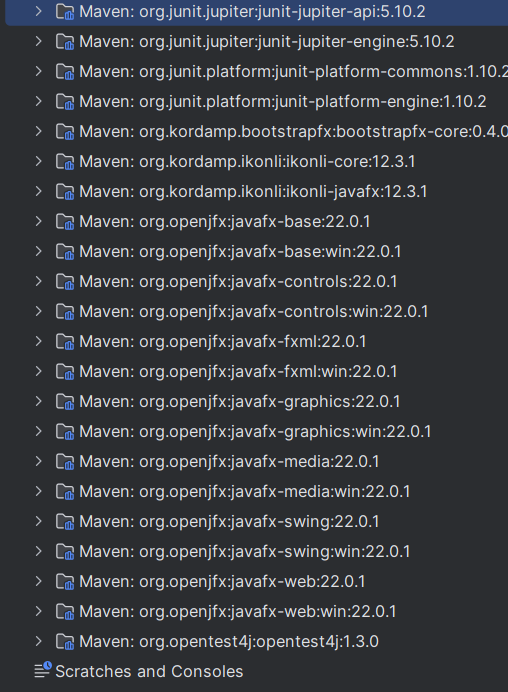 Maven: org.junit.jupiter:junit-jupiter-api:5.10.2
Maven: org.junit.jupiter:junit-jupiter-engine:5.10.2
Maven: org.junit.platform:junit-platform-commons:1.10.2
Maven: org.junit.platform:junit-platform-engine:1.10.2
Maven: org.kordamp.bootstrapfx:bootstrapfx-core:0.4.0
Maven: org.kordamp.ikonli:ikonli-core:12.3.1
Maven: org.kordamp.ikonli:ikonli-javafx:12.3.1
Maven: org.openjfx:javafx-base:22.0.1
Maven: org.openjfx:javafx-base:win:22.0.1
Maven: org.openjfx:javafx-controls:22.0.1
Maven: org.openjfx:javafx-controls:win:22.0.1
Maven: org.openjfx:javafx-fxml:22.0.1
Maven: org.openjfx:javafx-fxml:win:22.0.1
Maven: org.openjfx:javafx-graphics:22.0.1
Maven: org.openjfx:javafx-graphics:win:22.0.1
Maven: org.openjfx:javafx-media:22.0.1
Maven: org.openjfx:javafx-media:win:22.0.1
Maven: org.openjfx:javafx-swing:22.0.1
Maven: org.openjfx:javafx-swing:win:22.0.1
Maven: org.openjfx:javafx-web:22.0.1
Maven: org.openjfx:javafx-web:win:22.0.1
Maven: org.opentest4j:opentest4j:1.3.0
Scratches and Consoles